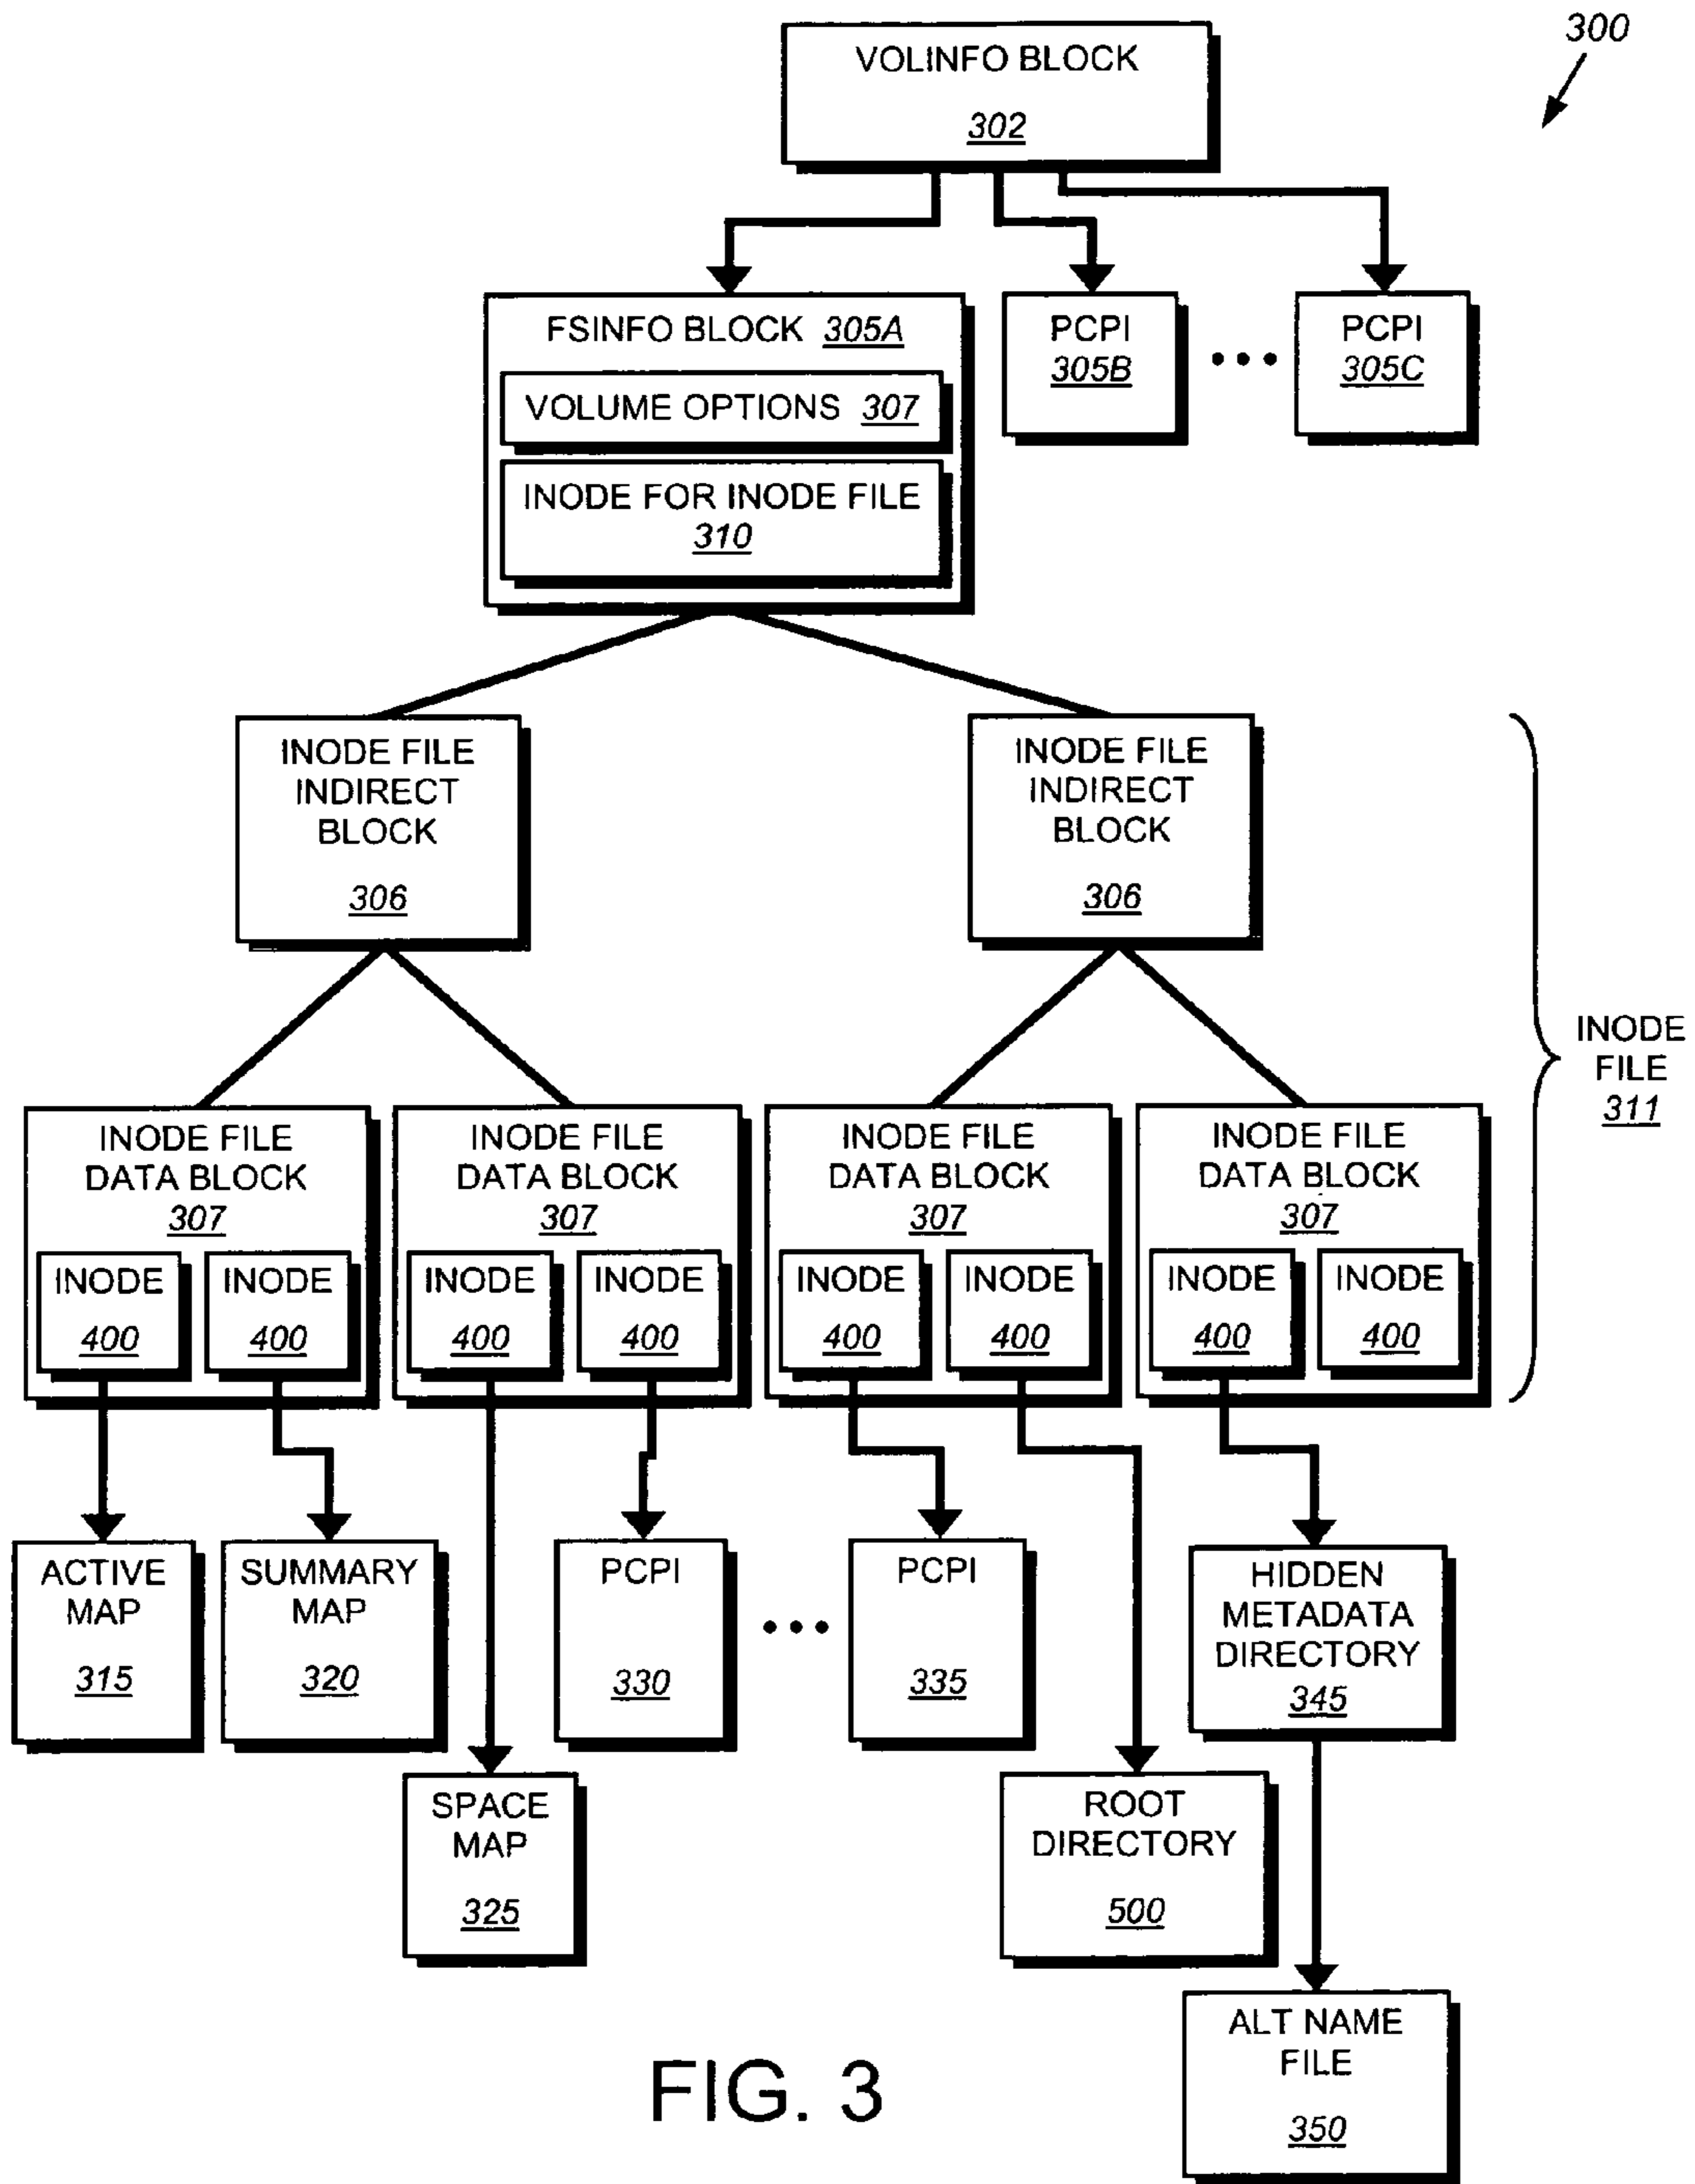 300
VOLINFO BLOCK
302
FSINFO BLOCK 305A
VOLUME OPTIONS 307
INODE FOR INODE FILE
310
PCPI
305B
PCPI
305C
INODE FILE
INDIRECT
BLOCK
306
INODE FILE
INDIRECT
BLOCK
306
INODE
FILE
311
INODE FILE
DATA BLOCK
307
INODE
400
INODE
400
INODE FILE
DATA BLOCK
307
INODE
400
INODE
400
INODE FILE
DATA BLOCK
307
INODE
400
INODE
400
INODE FILE
DATA BLOCK
307
INODE
400
INODE
400
ACTIVE
MAP
315
SUMMARY
MAP
320
SPACE
MAP
325
PCPI
330
PCPI
335
ROOT
DIRECTORY
500
HIDDEN
METADATA
DIRECTORY
345
ALT NAME
FILE
350
FIG. 3